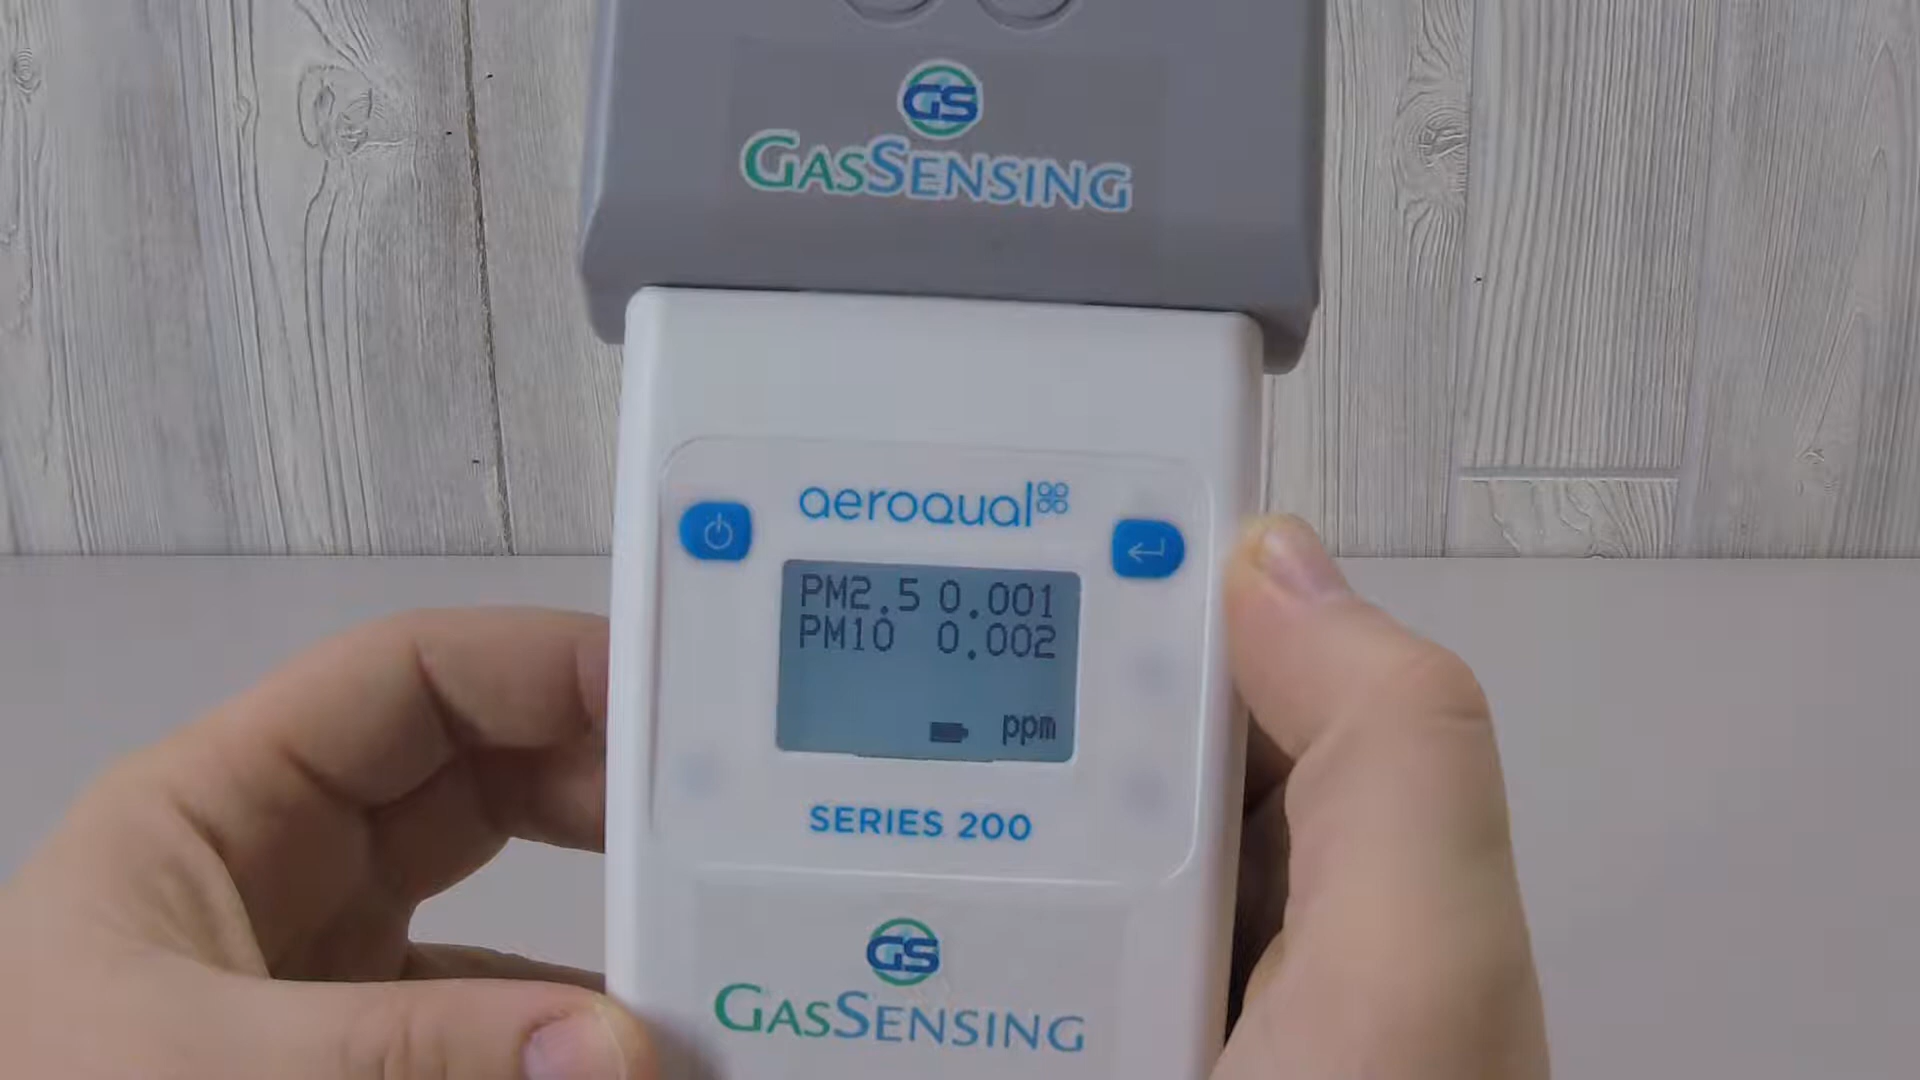 GS
GASSENSING
aeroqual
PM2.5 0.001
PM10 0.002
ppm
SERIES 200
GS
GASSENSING